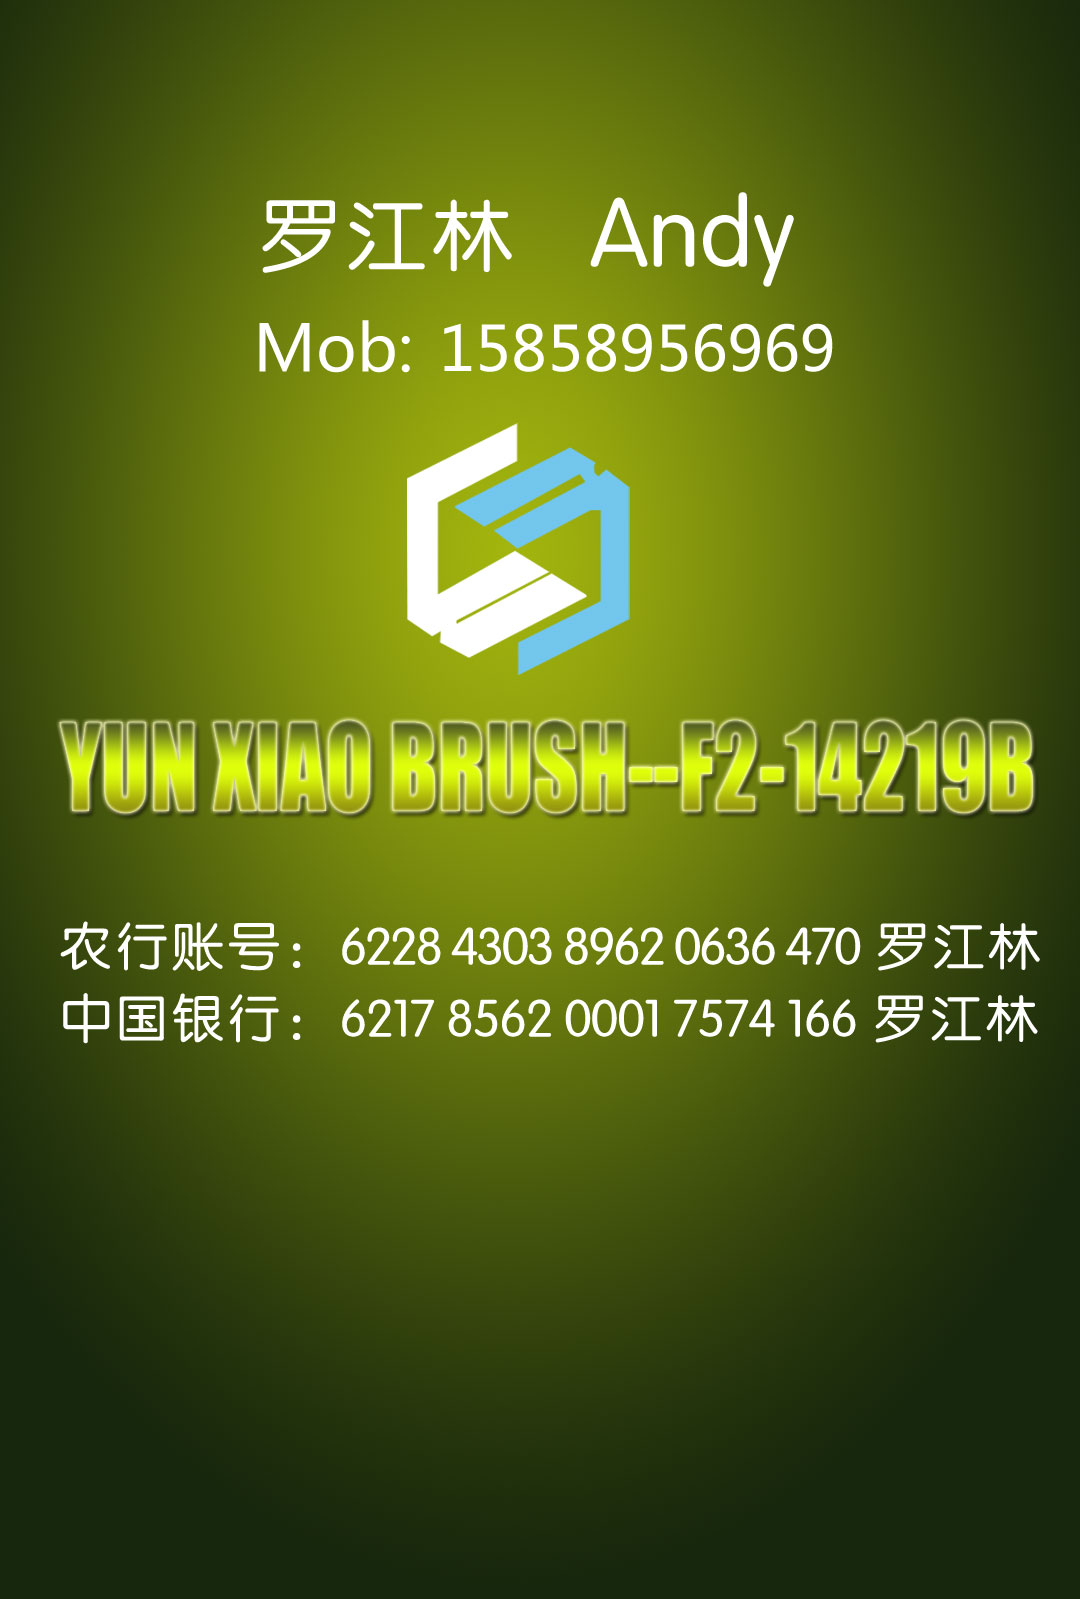 罗江林 Andy
Mob: 15858956969
YUN XIAO BRUSH--F2-14219B
农行账号：6228 4303 8962 0636 470 罗江林
中国银行：6217 8562 0001 7574 166 罗江林